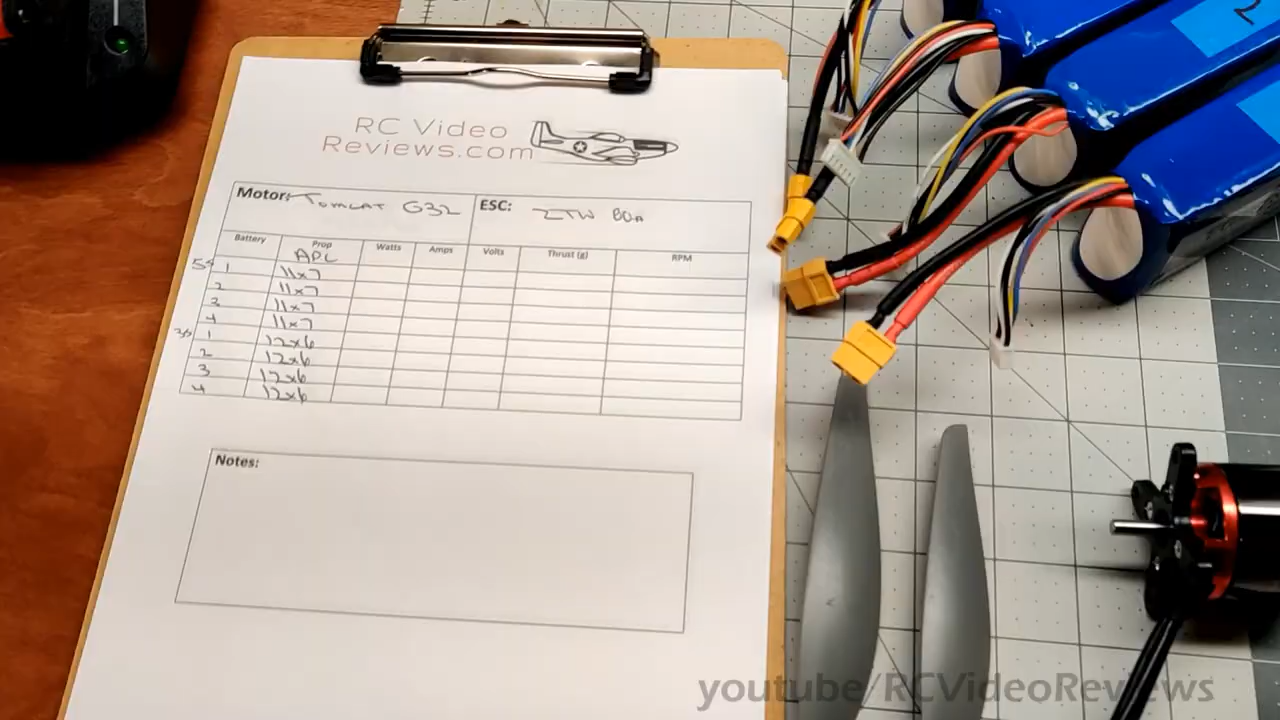 RC Video
Reviews.com
Motor: TOMCAT G32 ESC: ZTW 80A
Battery Prop Watts Amps Volts Thrust (g) RPM
APC
5S 1 11x7
2 11x7
3 11x7
4 11x7
1 12x6
2 12x6
3 12x6
4 12x6
Notes:
2
youtube/RCVideoReviews